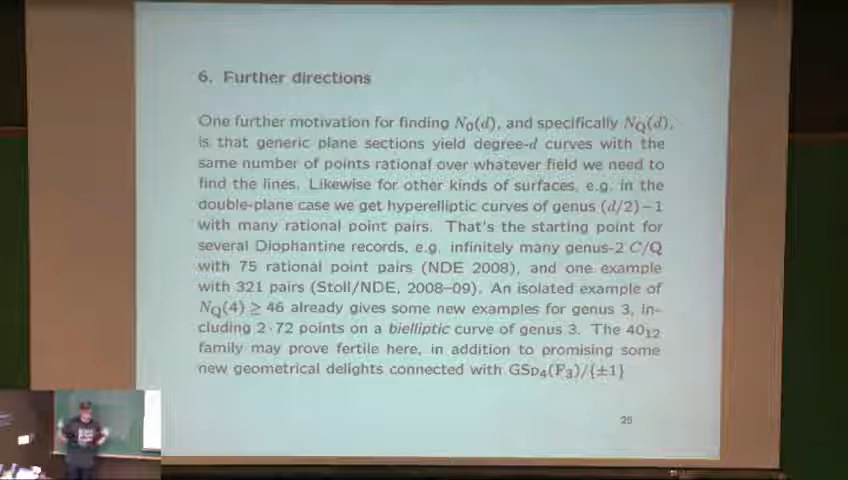 6. Further directions
One further motivation for finding N₀(d), and specifically N_Q(d),
is that generic plane sections yield degree-d curves with the
same number of points rational over whatever field we need to
find the lines. Likewise for other kinds of surfaces, e.g. in the
double-plane case we get hyperelliptic curves of genus (d/2)−1
with many rational point pairs. That's the starting point for
several Diophantine records, e.g. infinitely many genus-2 C/Q
with 75 rational point pairs (NDE 2008), and one example
with 321 pairs (Stoll/NDE, 2008–09). An isolated example of
N_Q(4) ≥ 46 already gives some new examples for genus 3, in-
cluding 2·72 points on a bielliptic curve of genus 3. The 40₁₂
family may prove fertile here, in addition to promising some
new geometrical delights connected with GSp₄(F₃)/{±1}
25